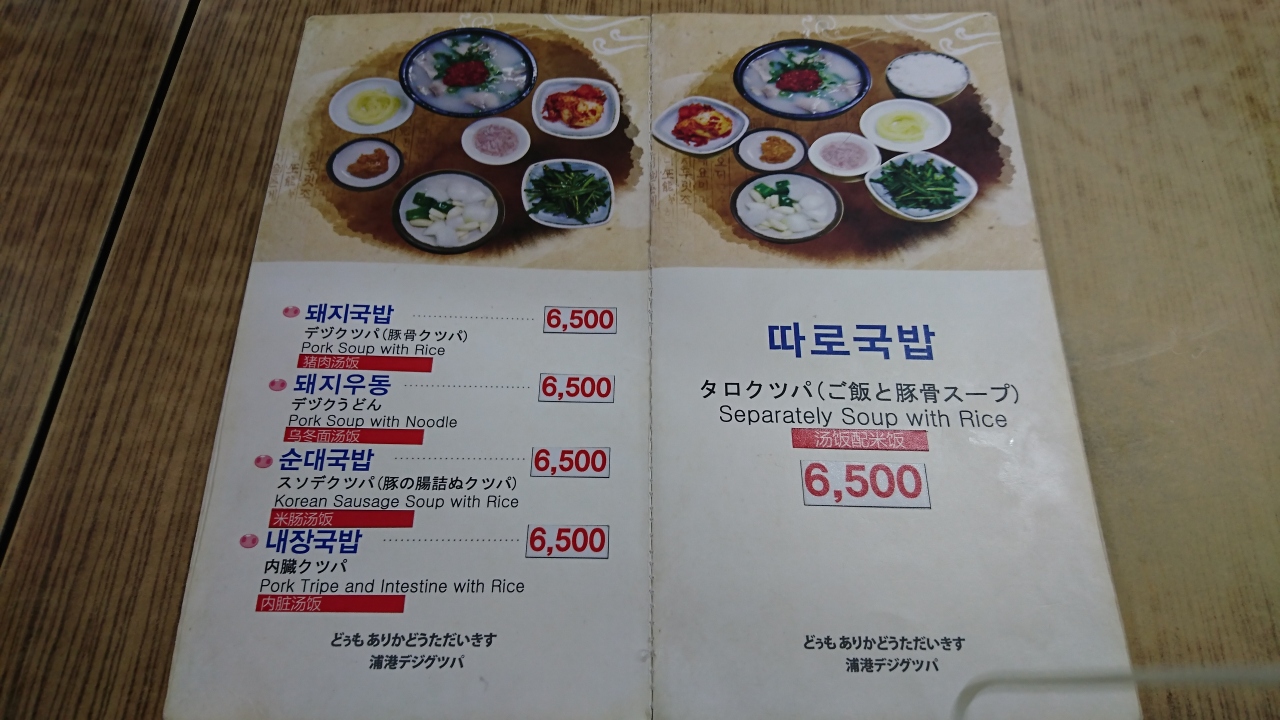 돼지국밥 6,500
デヅクツパ(豚骨クツパ)
Pork Soup with Rice
猪肉汤饭
돼지우동 6,500
デヅクうどん
Pork Soup with Noodle
乌冬面汤饭
순대국밥 6,500
スソデクツパ(豚の腸詰ぬクツパ)
Korean Sausage Soup with Rice
米肠汤饭
내장국밥 6,500
内臓クツパ
Pork Tripe and Intestine with Rice
内脏汤饭
どぅも ありかどうただいきす
浦港デジグツパ
따로국밥
タロクツパ(ご飯と豚骨スープ)
Separately Soup with Rice
汤饭配米饭
6,500
どぅも ありかどうただいきす
浦港デジグツパ